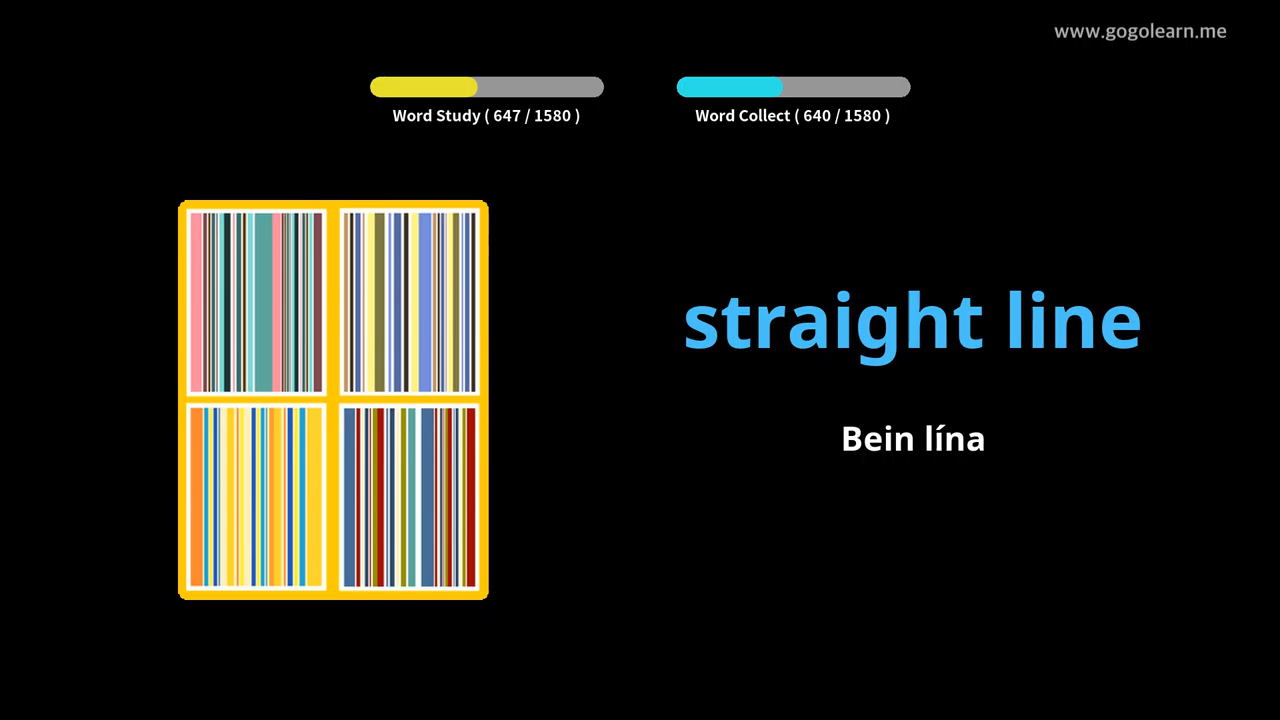 www.gogolearn.me
Word Study ( 647 / 1580 )
Word Collect ( 640 / 1580 )
straight line
Bein lína